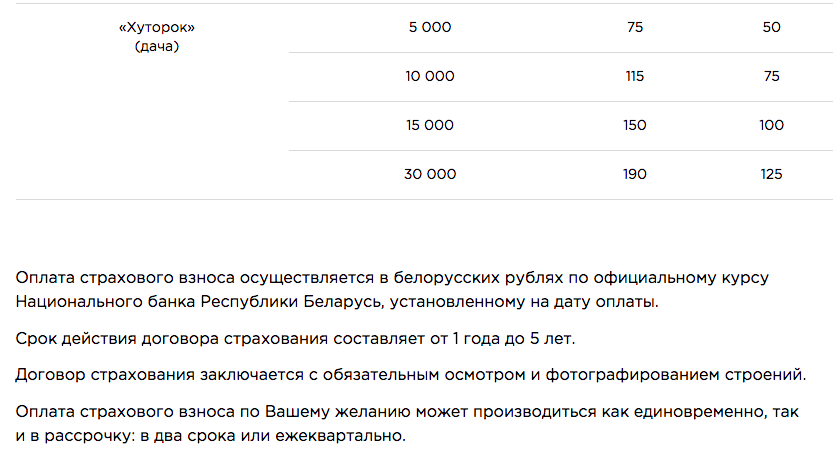 «Хуторок» 5 000 75 50
(дача)
10 000 115 75
15 000 150 100
30 000 190 125
Оплата страхового взноса осуществляется в белорусских рублях по официальному курсу
Национального банка Республики Беларусь, установленному на дату оплаты.
Срок действия договора страхования составляет от 1 года до 5 лет.
Договор страхования заключается с обязательным осмотром и фотографированием строений.
Оплата страхового взноса по Вашему желанию может производиться как единовременно, так
и в рассрочку: в два срока или ежеквартально.